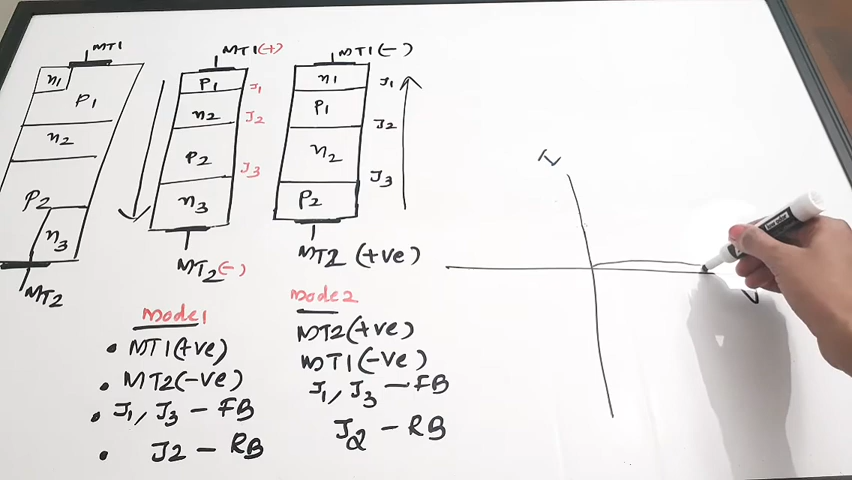 MT1
n1
P1
n2
P2
n3
MT2
MT1(+)
P1
J1
n2
J2
P2
J3
n3
MT2(-)
MT1(-)
n1
J1
P1
J2
n2
J3
P2
MT2 (+ve)
mode1
• MT1(+ve)
• MT2(-ve)
• J1, J3 - FB
• J2 - RB
mode2
MT2(+ve)
MT1(-ve)
J1, J3 - FB
J2 - RB
V